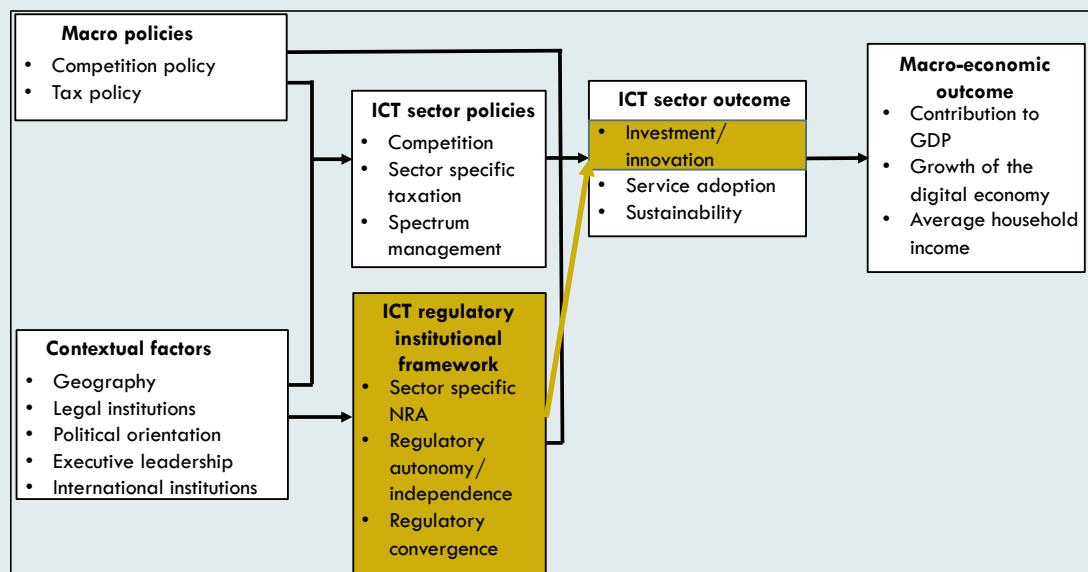 Macro policies
• Competition policy
• Tax policy
ICT sector policies
• Competition
• Sector specific
taxation
• Spectrum
management
ICT sector outcome
• Investment/
innovation
• Service adoption
• Sustainability
Macro-economic
outcome
• Contribution to
GDP
• Growth of the
digital economy
• Average household
income
Contextual factors
• Geography
• Legal institutions
• Political orientation
• Executive leadership
• International institutions
ICT regulatory
institutional
framework
• Sector specific
NRA
• Regulatory
autonomy/
independence
• Regulatory
convergence